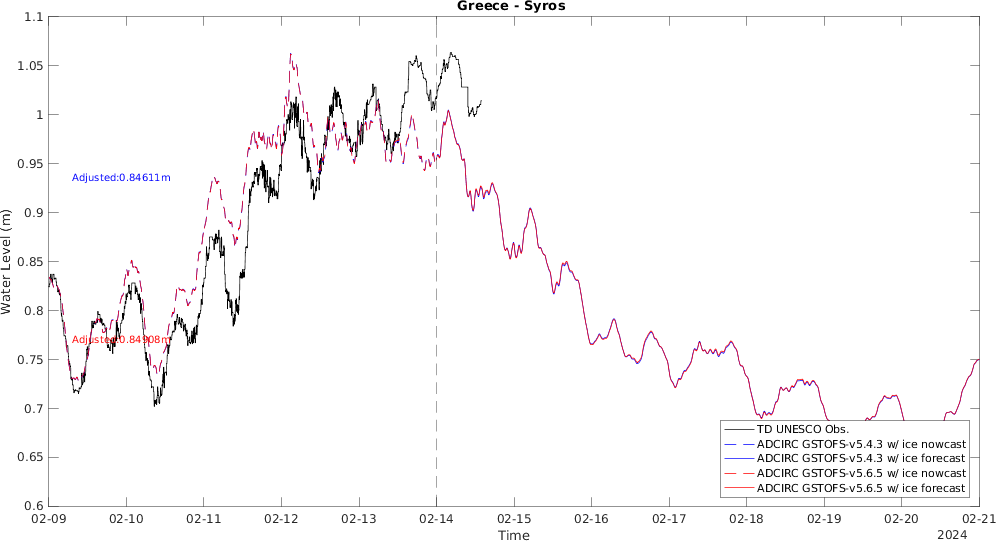 Greece - Syros
Water Level (m)
1.1
1.05
1
0.95
0.9
0.85
0.8
0.75
0.7
0.65
0.6
Adjusted:0.84611m
Adjusted:0.84908m
TD UNESCO Obs.
ADCIRC GSTOFS-v5.4.3 w/ ice nowcast
ADCIRC GSTOFS-v5.4.3 w/ ice forecast
ADCIRC GSTOFS-v5.6.5 w/ ice nowcast
ADCIRC GSTOFS-v5.6.5 w/ ice forecast
02-09 02-10 02-11 02-12 02-13 02-14 02-15 02-16 02-17 02-18 02-19 02-20 02-21
Time
2024